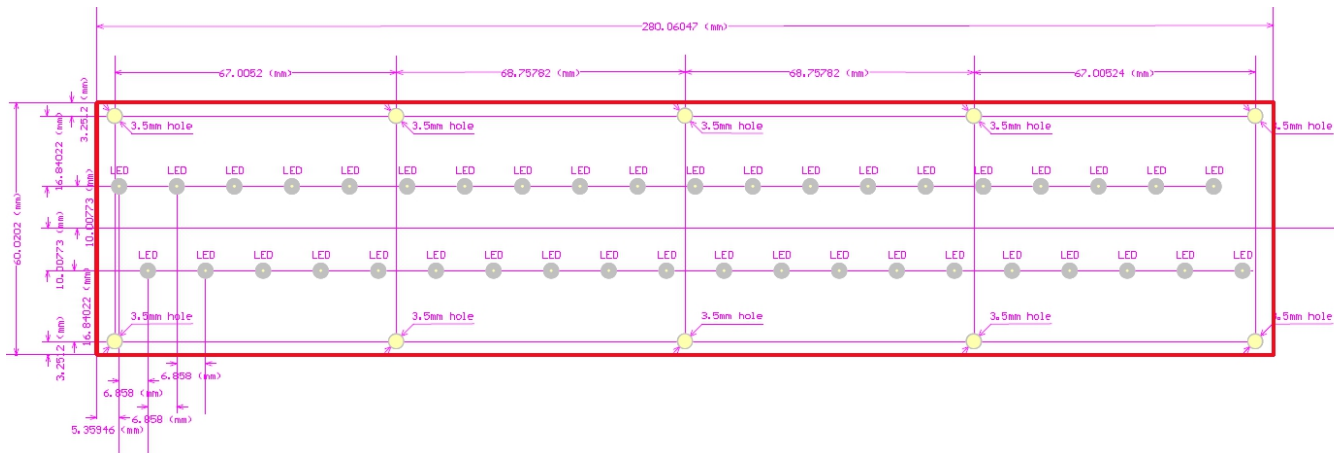 280.06047 (mm)
67.0052 (mm)
68.75782 (mm)
68.75782 (mm)
67.00524 (mm)
3.2512 (mm)
3.5mm hole
3.5mm hole
3.5mm hole
3.5mm hole
3.5mm hole
16.84022 (mm)
LED LED LED LED LED LED LED LED LED LED LED LED LED LED LED LED LED LED LED LED
60.0202 (mm)
10.00773 (mm)
10.00773 (mm)
LED LED LED LED LED LED LED LED LED LED LED LED LED LED LED LED LED LED LED LED
16.84022 (mm)
3.5mm hole
3.5mm hole
3.5mm hole
3.5mm hole
3.2512 (mm)
6.858 (mm)
6.858 (mm)
6.858 (mm)
5.35946 (mm)